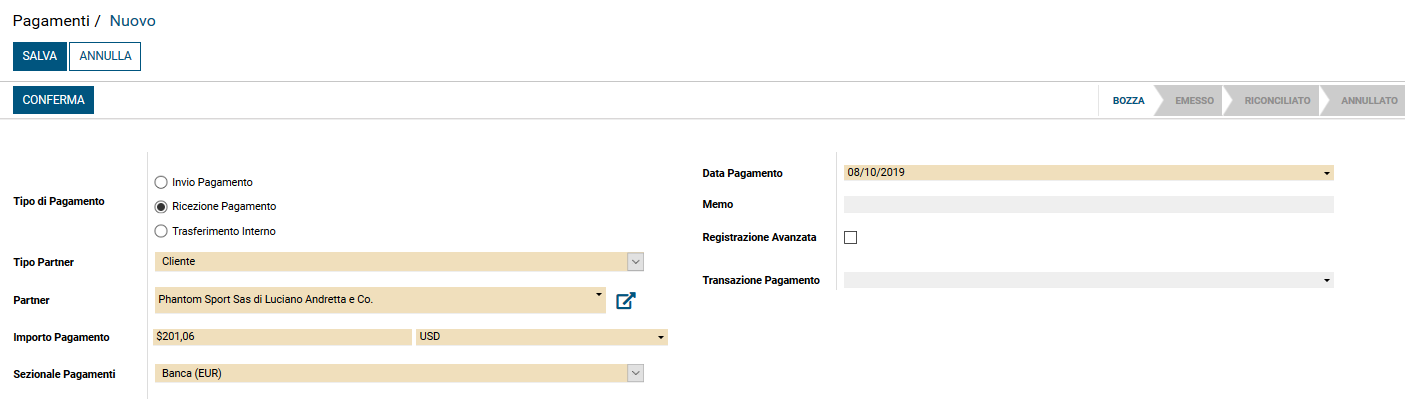 Pagamenti / Nuovo
SALVA ANNULLA
CONFERMA
BOZZA EMESSO RICONCILIATO ANNULLATO
Tipo di Pagamento
Invio Pagamento
Ricezione Pagamento
Trasferimento Interno
Tipo Partner Cliente
Partner Phantom Sport Sas di Luciano Andretta e Co.
Importo Pagamento $201,06 USD
Sezionale Pagamenti Banca (EUR)
Data Pagamento 08/10/2019
Memo
Registrazione Avanzata
Transazione Pagamento